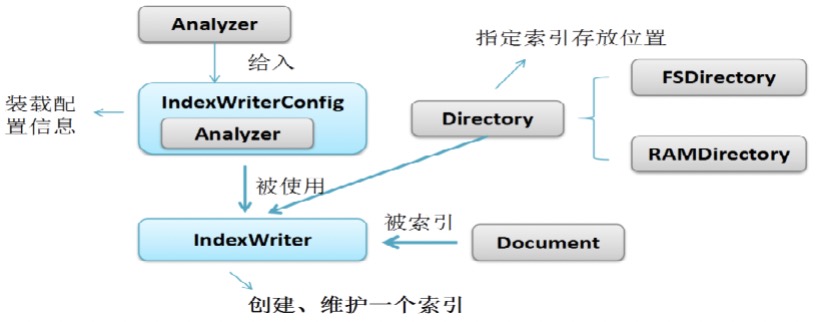 Analyzer
给入
指定索引存放位置
FSDirectory
装载配
置信息
IndexWriterConfig
Analyzer
Directory
RAMDirectory
被使用
被索引
IndexWriter
Document
创建、维护一个索引